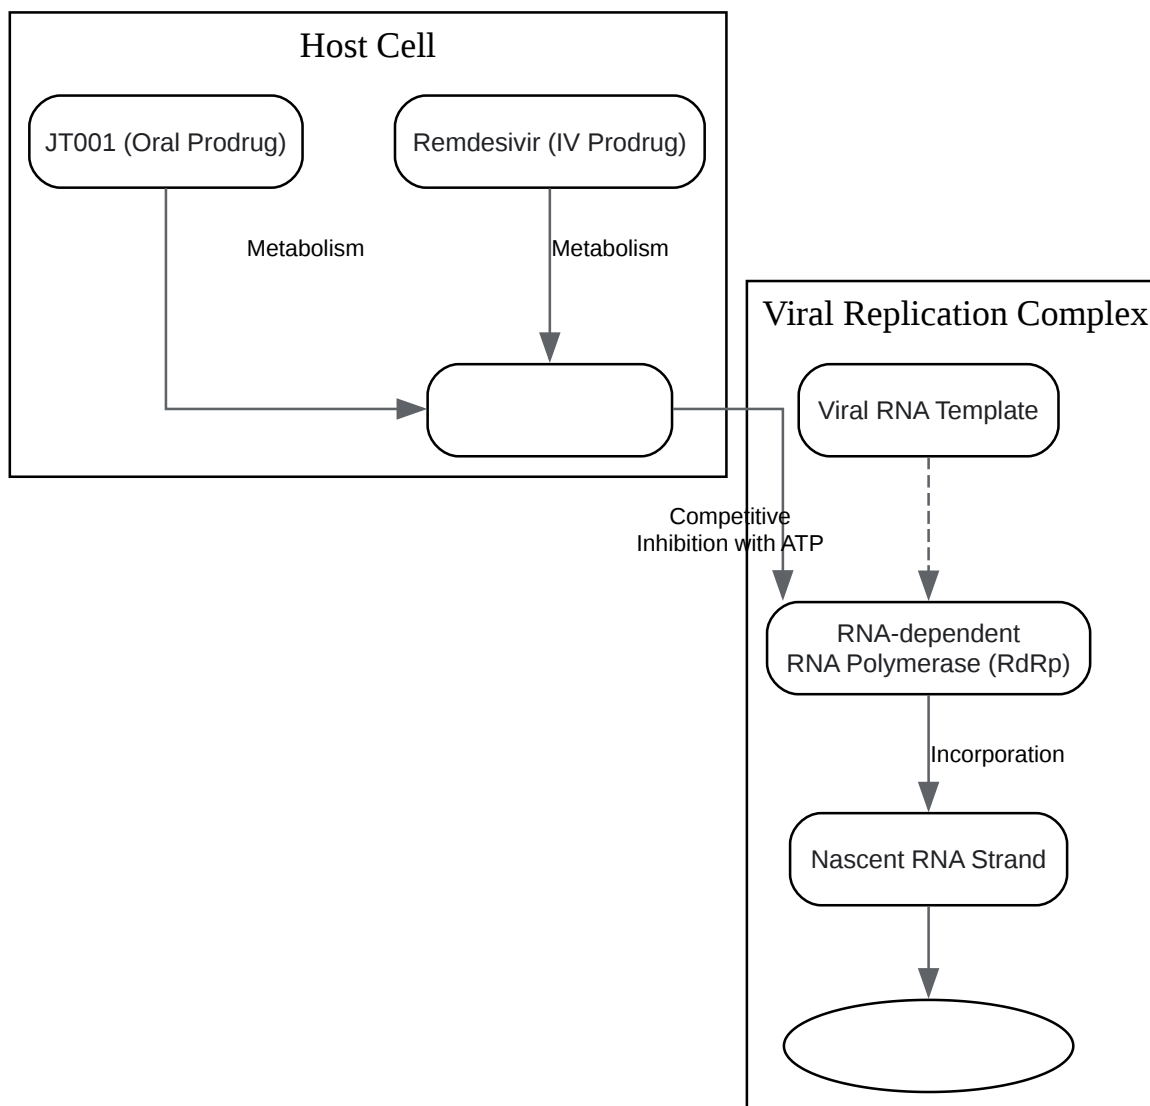 Host Cell
JT001 (Oral Prodrug)
Remdesivir (IV Prodrug)
Metabolism
Metabolism
Viral Replication Complex
Viral RNA Template
Competitive
Inhibition with ATP
RNA-dependent
RNA Polymerase (RdRp)
Incorporation
Nascent RNA Strand